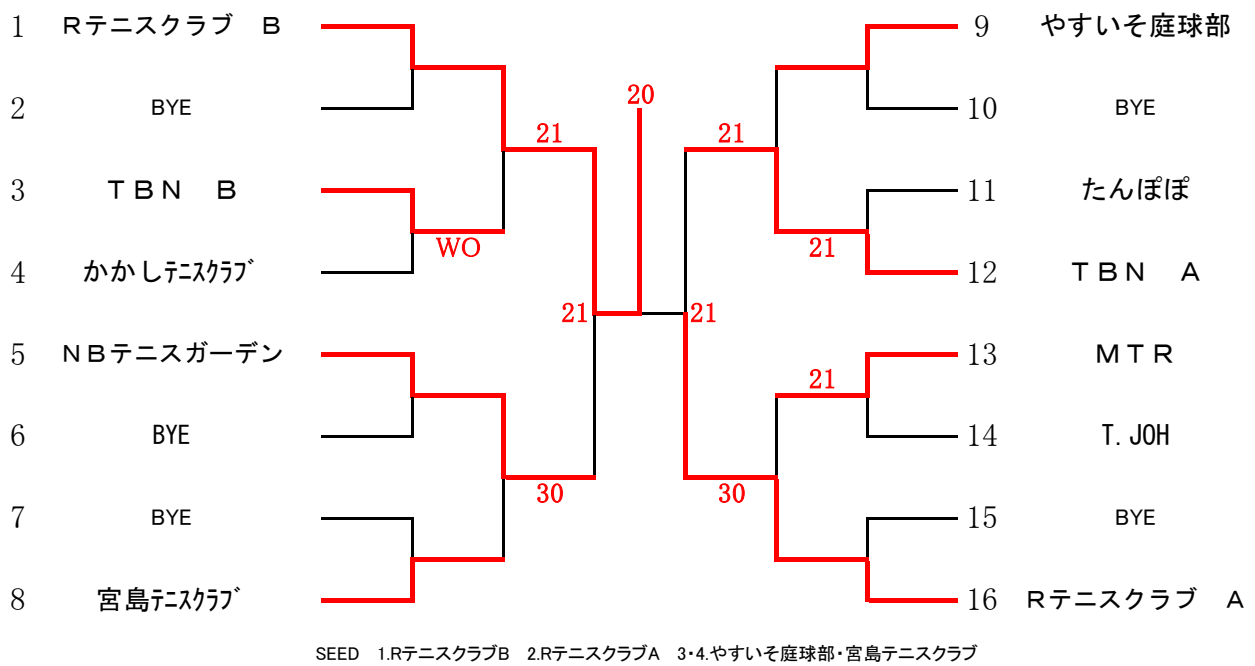 1 Rテニスクラブ B
2 BYE
3 TBN B
4 かかしテニスクラブ
5 NBテニスガーデン
6 BYE
7 BYE
8 宮島テニスクラブ
21
WO
21
30
20
21
21
21
21
30
9 やすいそ庭球部
10 BYE
11 たんぽぽ
12 TBN A
13 MTR
14 T.JOH
15 BYE
16 Rテニスクラブ A
SEED 1.RテニスクラブB 2.RテニスクラブA 3・4.やすいそ庭球部・宮島テニスクラブ